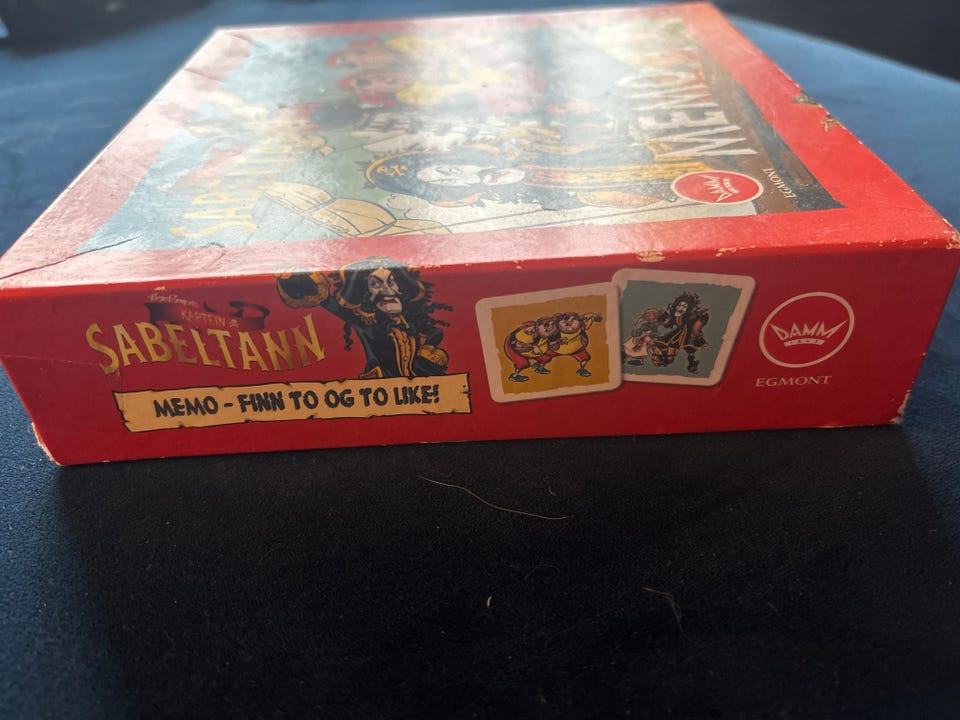 KAPTEIN
SABELTANN
MEMO - FINN TO OG TO LIKE!
DAMM
EGMONT
MEMO
DAMM
EGMONT